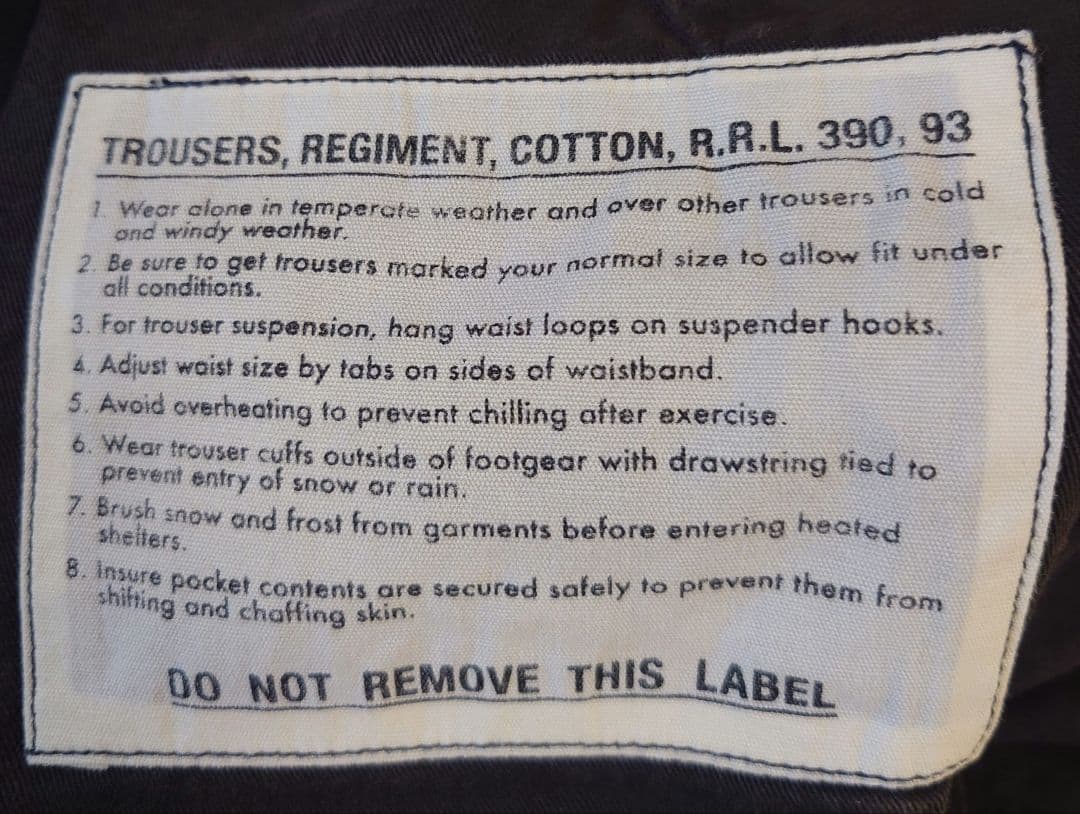 TROUSERS, REGIMENT, COTTON, R.R.L. 390, 93
1. Wear alone in temperate weather and over other trousers in cold
and windy weather.
2. Be sure to get trousers marked your normal size to allow fit under
all conditions.
3. For trouser suspension, hang waist loops on suspender hooks.
4. Adjust waist size by tabs on sides of waistband.
5. Avoid overheating to prevent chilling after exercise.
6. Wear trouser cuffs outside of footgear with drawstring tied to
prevent entry of snow or rain.
7. Brush snow and frost from garments before entering heated
shelters.
8. Insure pocket contents are secured safely to prevent them from
shifting and chaffing skin.
DO NOT REMOVE THIS LABEL